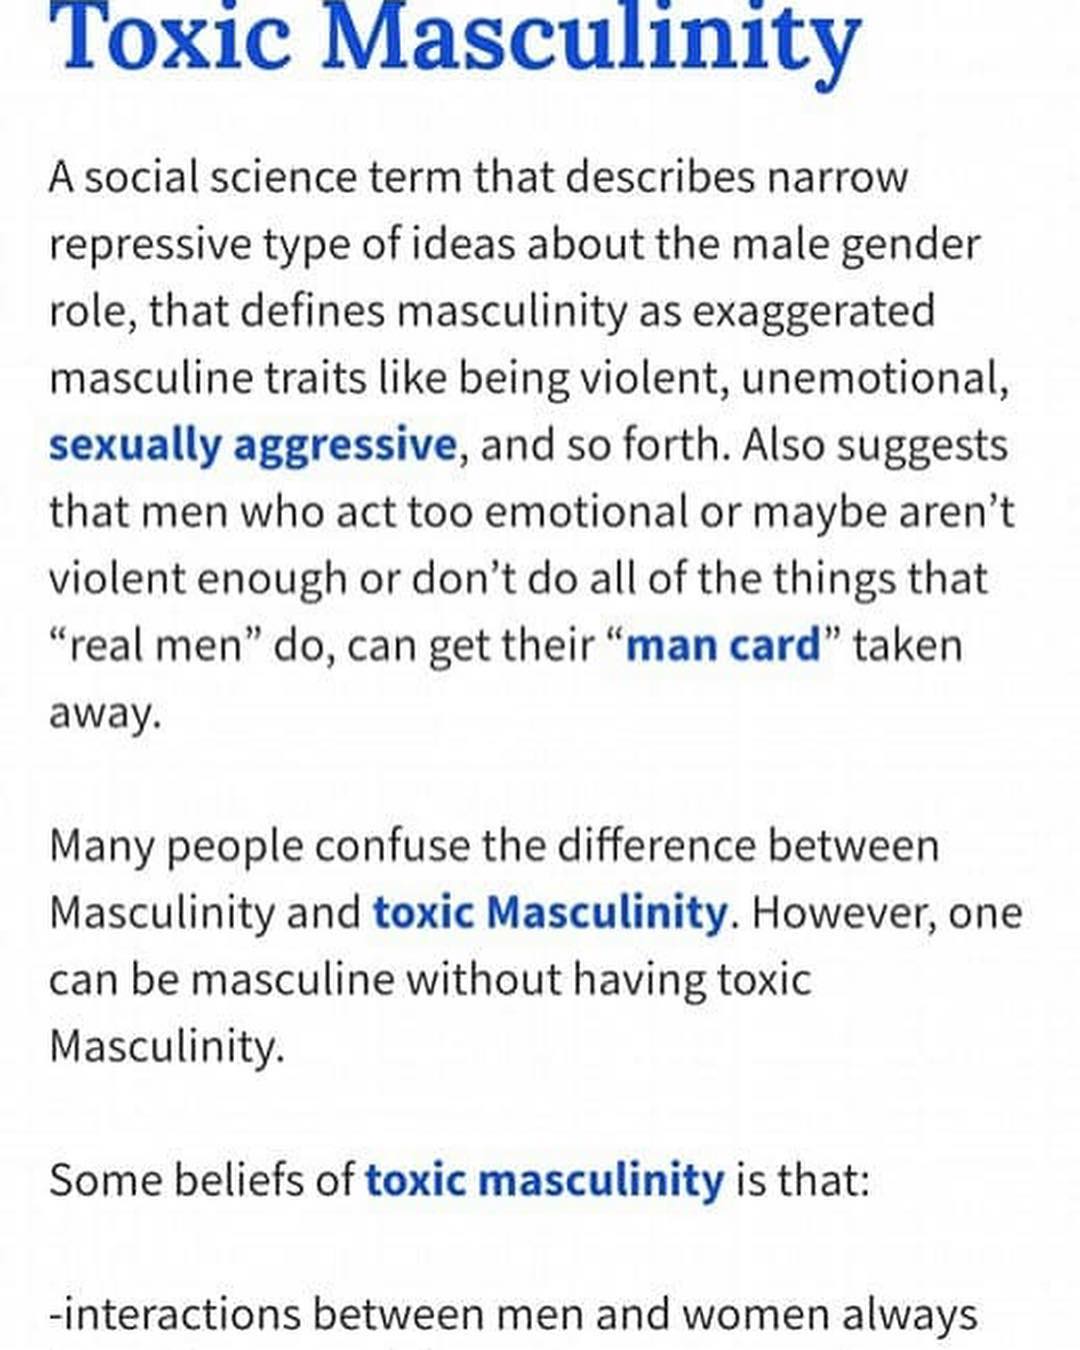 Toxic Masculinity
A social science term that describes narrow
repressive type of ideas about the male gender
role, that defines masculinity as exaggerated
masculine traits like being violent, unemotional,
sexually aggressive, and so forth. Also suggests
that men who act too emotional or maybe aren’t
violent enough or don’t do all of the things that
“real men” do, can get their “man card” taken
away.
Many people confuse the difference between
Masculinity and toxic Masculinity. However, one
can be masculine without having toxic
Masculinity.
Some beliefs of toxic masculinity is that:
-interactions between men and women always